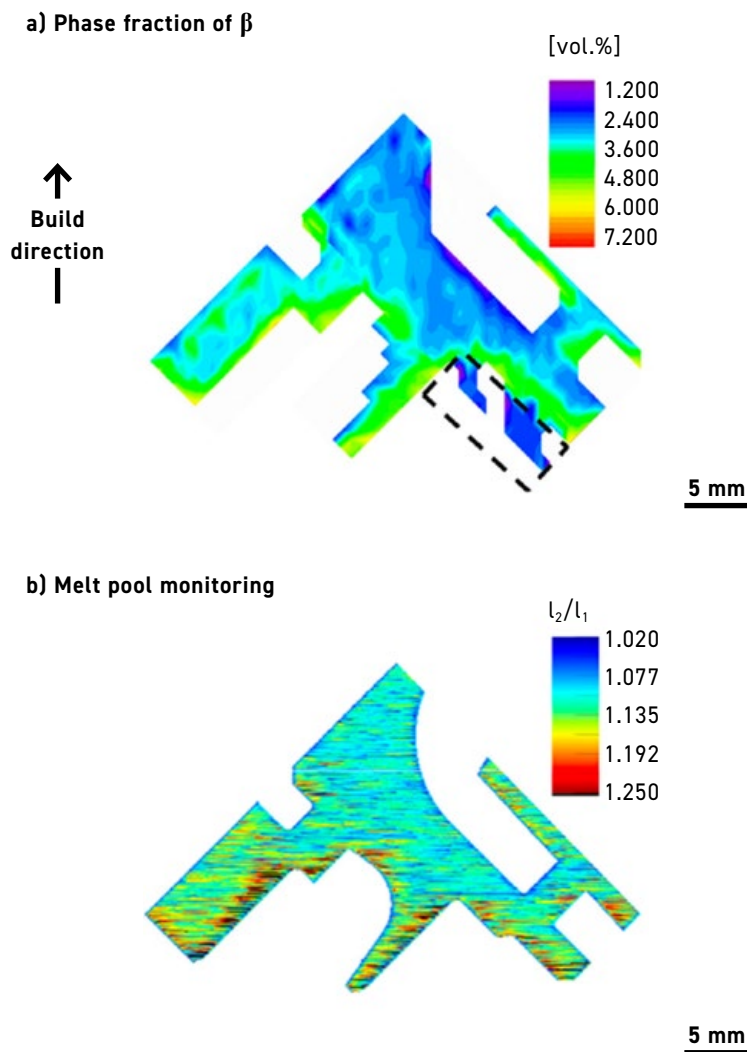 a) Phase fraction of β
[vol.%]
1.200
2.400
3.600
4.800
6.000
7.200
Build
direction
5 mm
b) Melt pool monitoring
l₂/l₁
1.020
1.077
1.135
1.192
1.250
5 mm